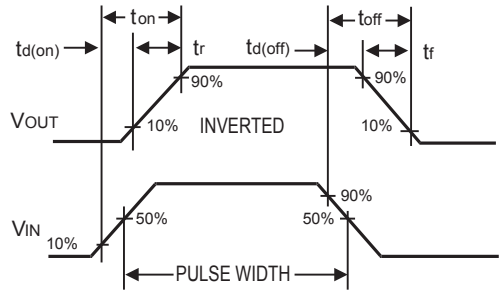 ton
toff
td(on)
tr
td(off)
tf
90%
90%
VOUT
10%
INVERTED
10%
90%
50%
50%
VIN
10%
PULSE WIDTH